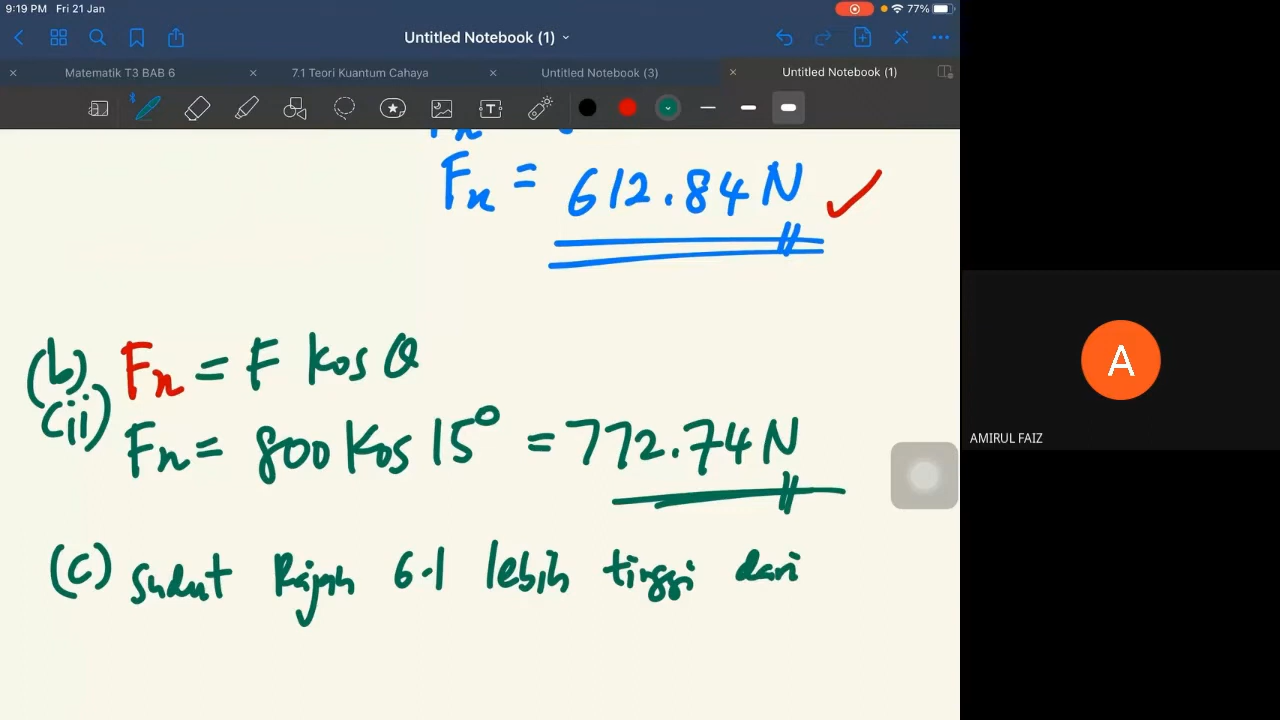 9:19 PM Fri 21 Jan
77%
Untitled Notebook (1)
Matematik T3 BAB 6
7.1 Teori Kuantum Cahaya
Untitled Notebook (3)
Untitled Notebook (1)
Fx = 612.84 N
(b) Fx = F Kos θ
(ii) Fx = 800 Kos 15° = 772.74 N
(c) Sudut Rajah 6.1 lebih tinggi dari
A
AMIRUL FAIZ